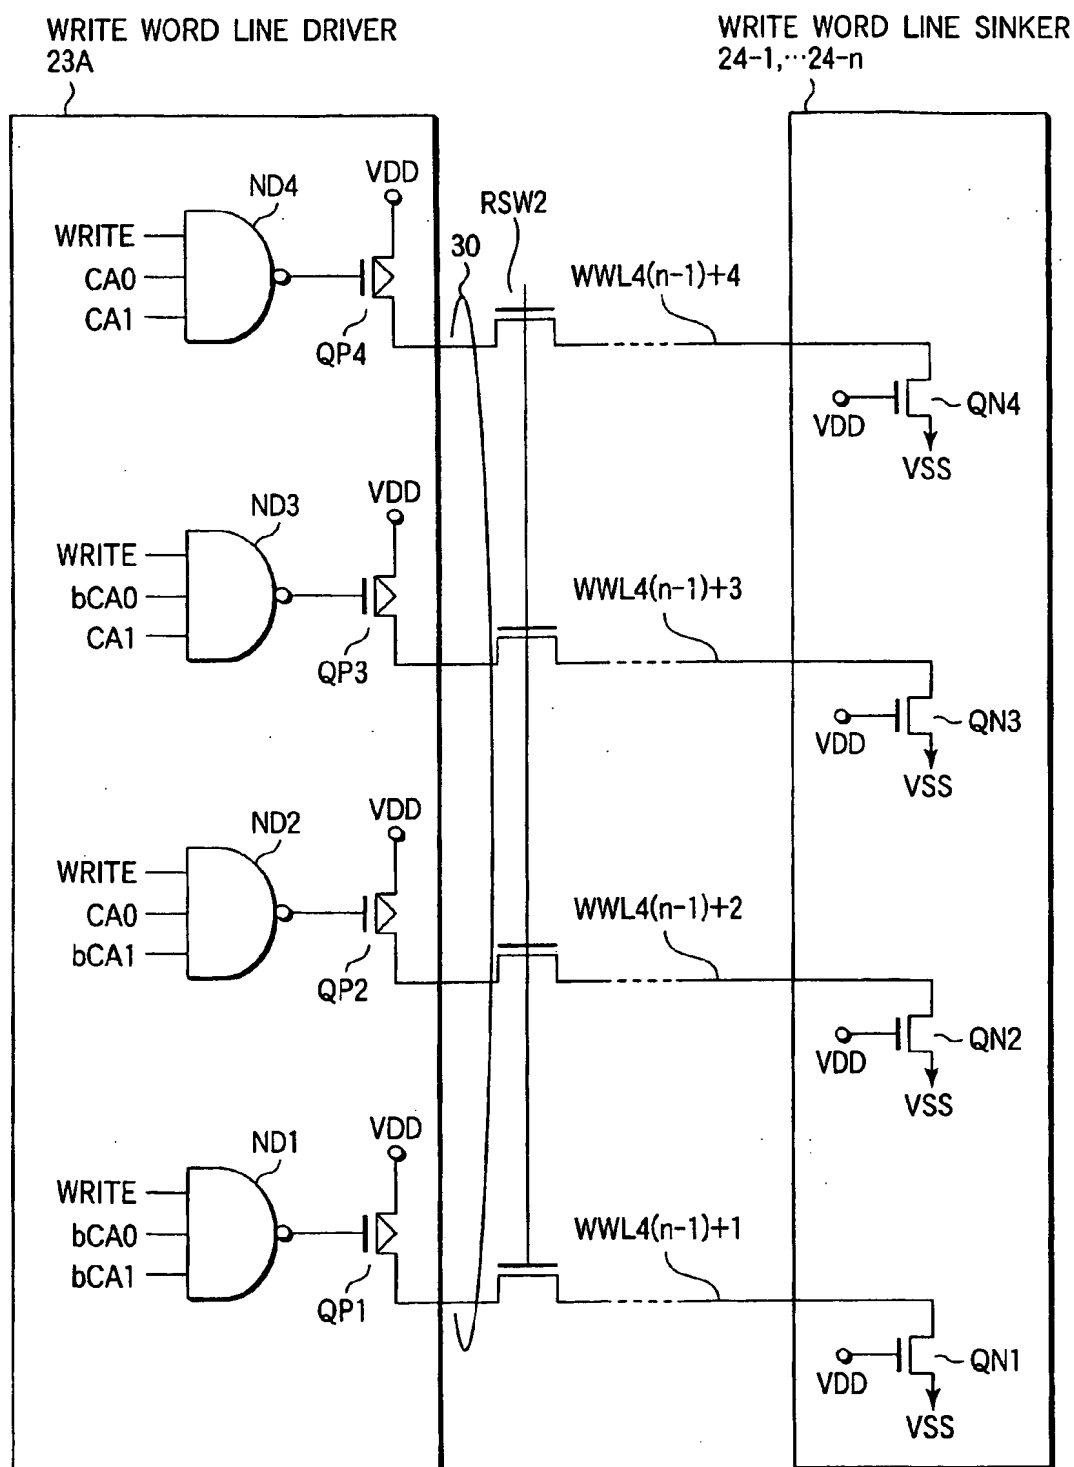 WRITE WORD LINE DRIVER
23A
WRITE WORD LINE SINKER
24-1,···24-n
ND4
VDD
RSW2
30
WRITE
CA0
CA1
QP4
WWL4(n-1)+4
VDD
QN4
VSS
ND3
VDD
WRITE
bCA0
CA1
QP3
WWL4(n-1)+3
VDD
QN3
VSS
ND2
VDD
WRITE
CA0
bCA1
QP2
WWL4(n-1)+2
VDD
QN2
VSS
ND1
VDD
WRITE
bCA0
bCA1
QP1
WWL4(n-1)+1
VDD
QN1
VSS